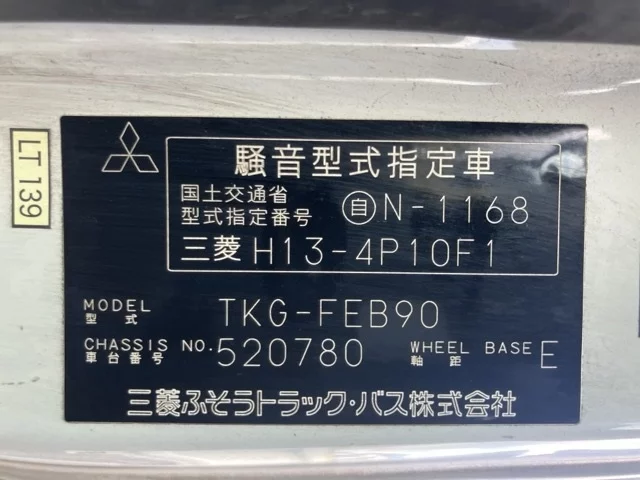 LT 139
騒音型式指定車
国土交通省
型式指定番号 自N-1168
三菱 H13-4P10F1
MODEL TKG-FEB90
型式
CHASSIS NO. 520780 WHEEL BASE E
車台番号 軸距
三菱ふそうトラック・バス株式会社